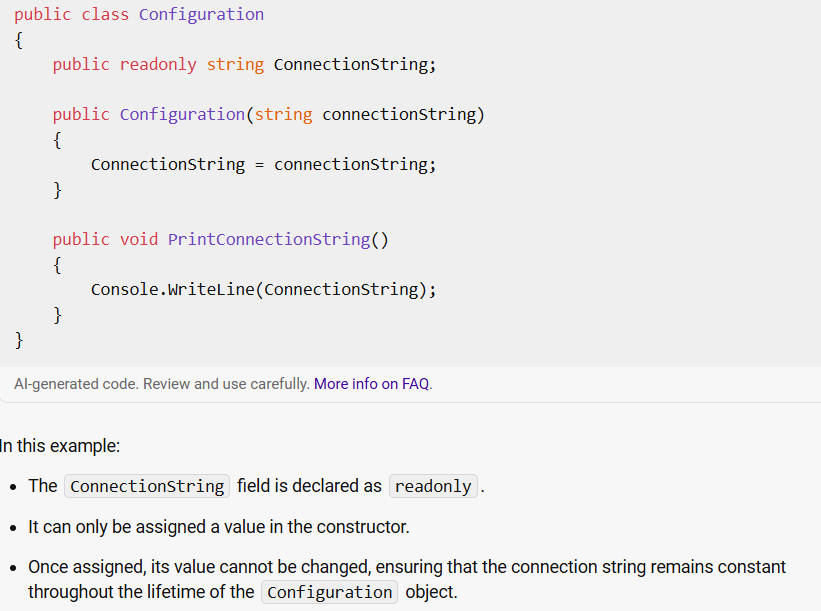 public class Configuration
{
    public readonly string ConnectionString;

    public Configuration(string connectionString)
    {
        ConnectionString = connectionString;
    }

    public void PrintConnectionString()
    {
        Console.WriteLine(ConnectionString);
    }
}
AI-generated code. Review and use carefully. More info on FAQ.
In this example:
• The ConnectionString field is declared as readonly.
• It can only be assigned a value in the constructor.
• Once assigned, its value cannot be changed, ensuring that the connection string remains constant
throughout the lifetime of the Configuration object.